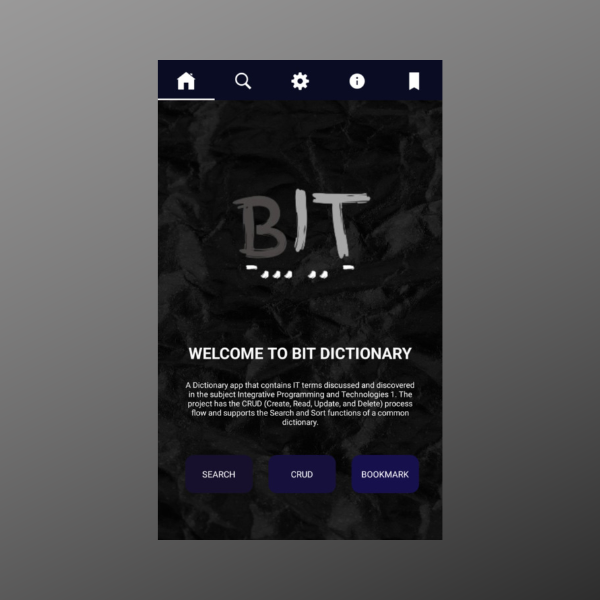 BIT
WELCOME TO BIT DICTIONARY
A Dictionary app that contains IT terms discussed and discovered
in the subject Integrative Programming and Technologies 1. The
project has the CRUD (Create, Read, Update, and Delete) process
flow and supports the Search and Sort functions of a common
dictionary.
SEARCH CRUD BOOKMARK